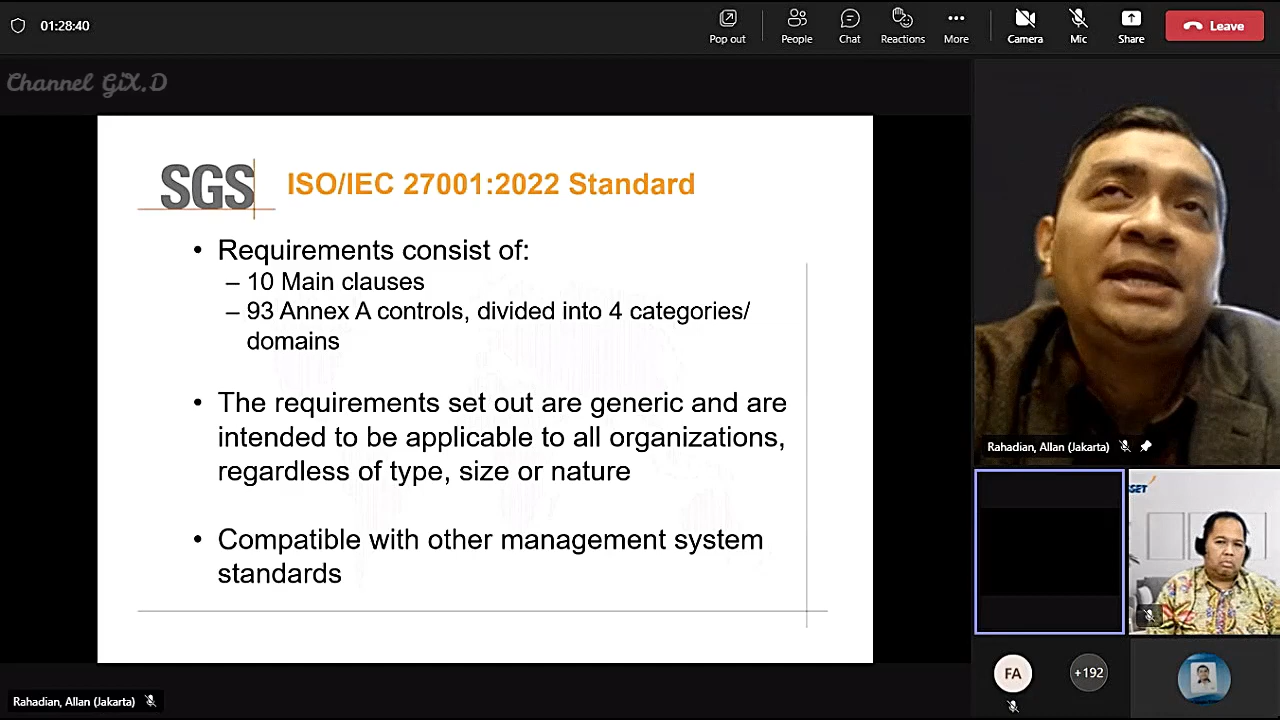 01:28:40
Pop out
People
Chat
Reactions
More
Camera
Mic
Share
Leave
Channel GiX.D
SGS
ISO/IEC 27001:2022 Standard
• Requirements consist of:
– 10 Main clauses
– 93 Annex A controls, divided into 4 categories/
domains
• The requirements set out are generic and are
intended to be applicable to all organizations,
regardless of type, size or nature
• Compatible with other management system
standards
Rahadian, Allan (Jakarta)
SET
FA
+192
Rahadian, Allan (Jakarta)